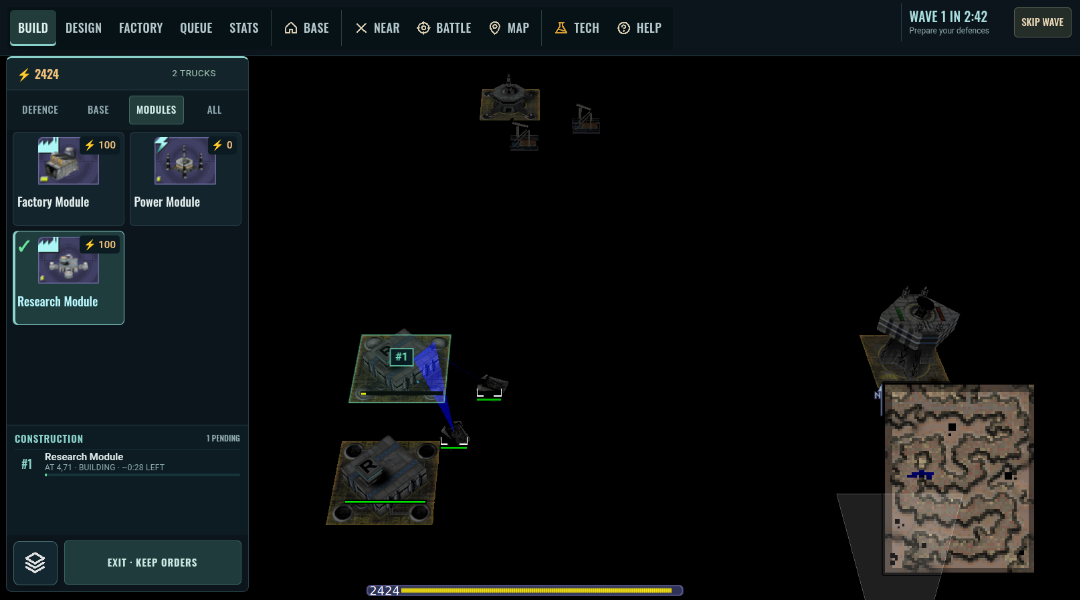 BUILD
DESIGN
FACTORY
QUEUE
STATS
BASE
NEAR
BATTLE
MAP
TECH
HELP
WAVE 1 IN 2:42
Prepare your defences
SKIP WAVE
2424
2 TRUCKS
DEFENCE
BASE
MODULES
ALL
100
Factory Module
0
Power Module
100
Research Module
#1
R
R
N
CONSTRUCTION
1 PENDING
#1
Research Module
AT 4,71 · BUILDING · ~0:28 LEFT
EXIT · KEEP ORDERS
2424